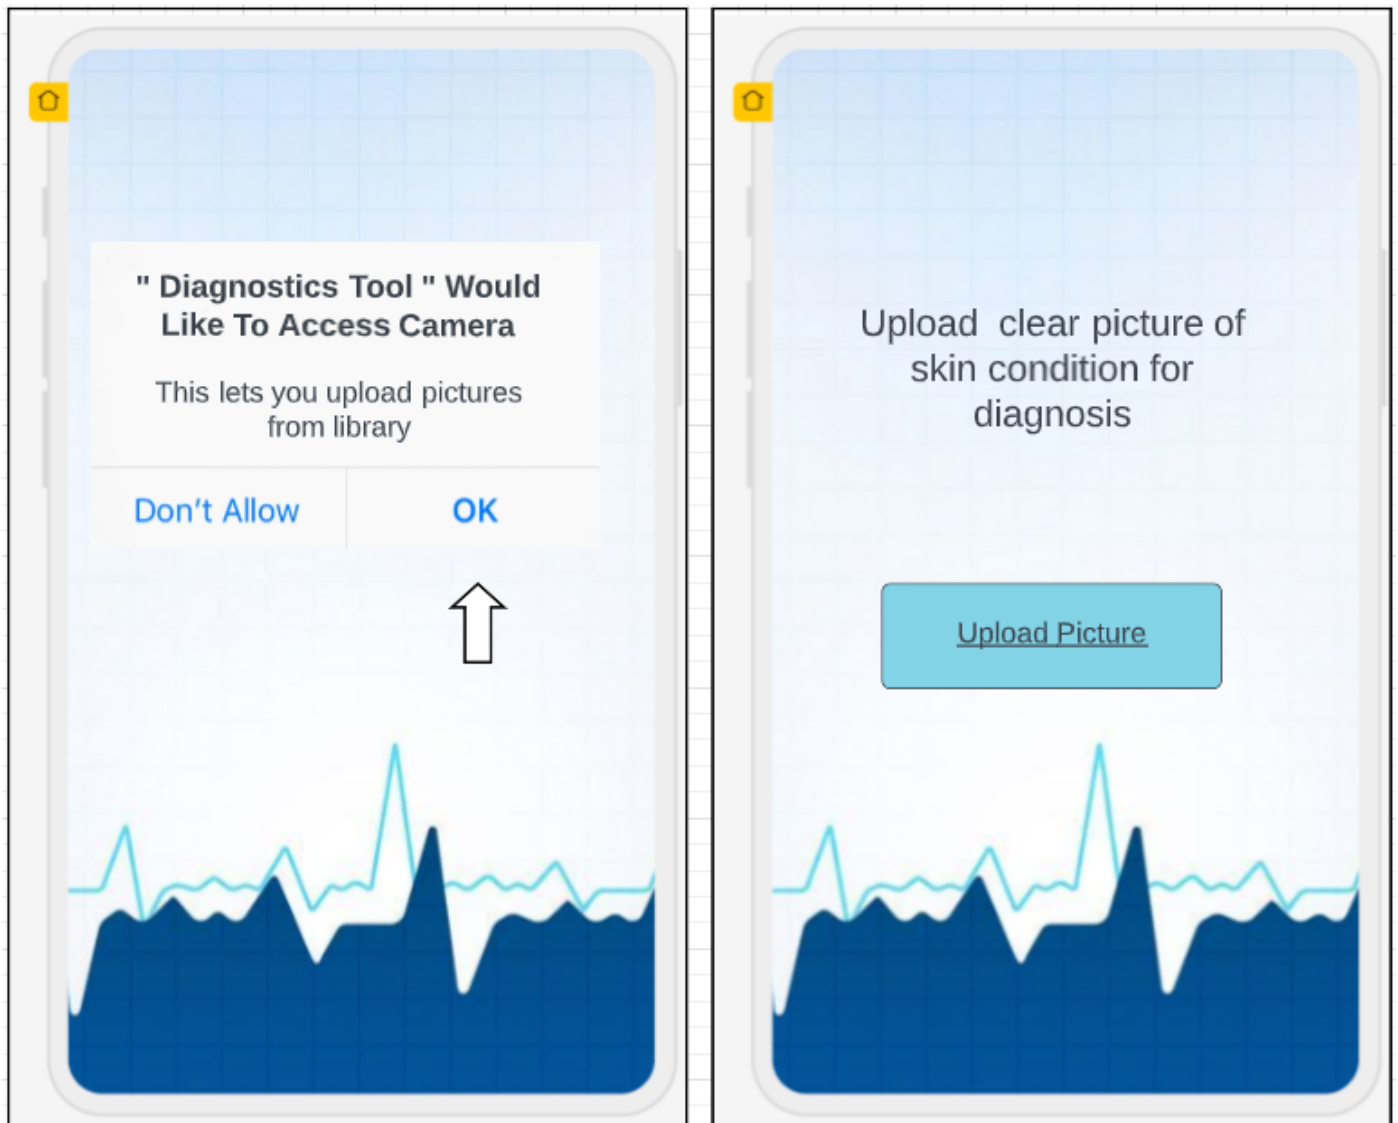 " Diagnostics Tool " Would
Like To Access Camera
This lets you upload pictures
from library
Don't Allow
OK
Upload  clear picture of
skin condition for
diagnosis
Upload Picture